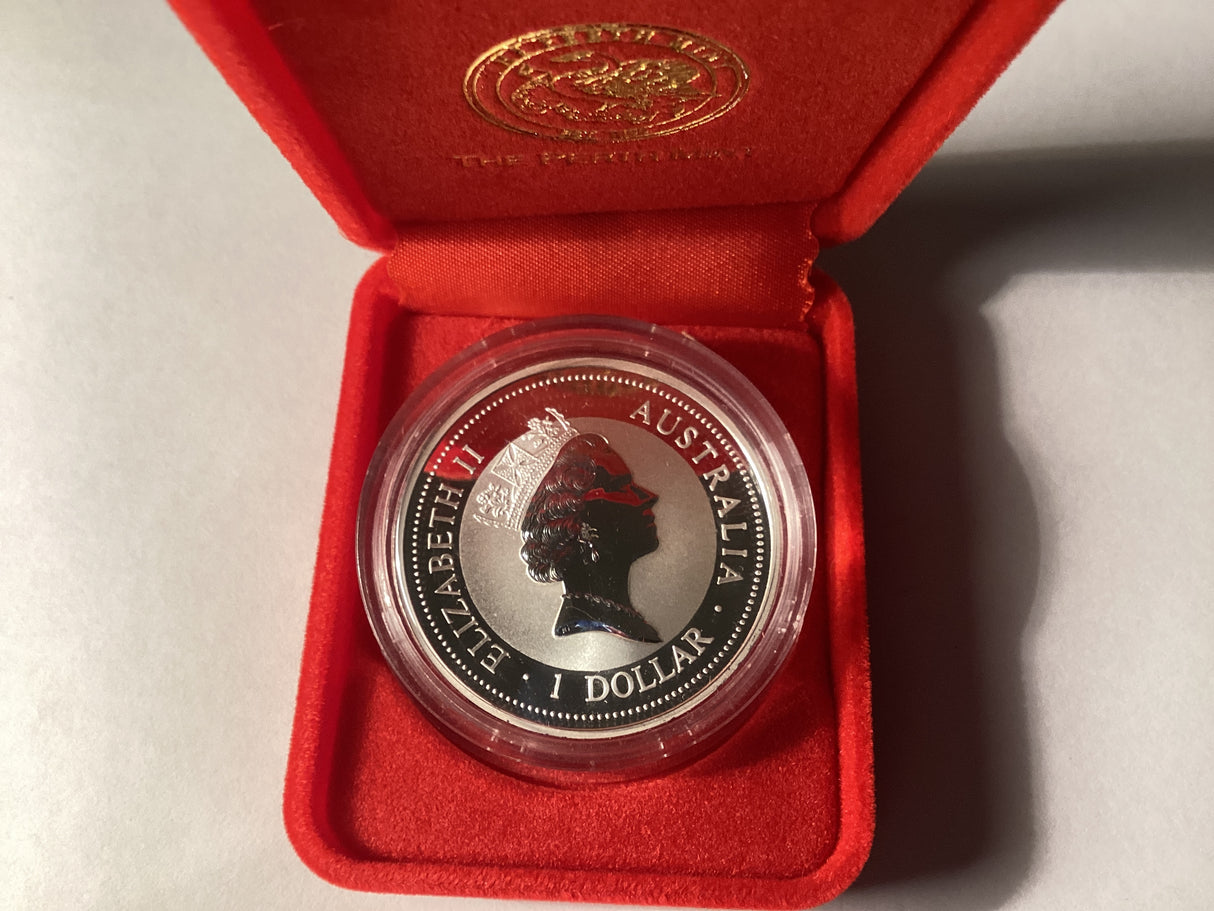 THE PERTH MINT
ELIZABETH II
AUSTRALIA
· 1 DOLLAR ·